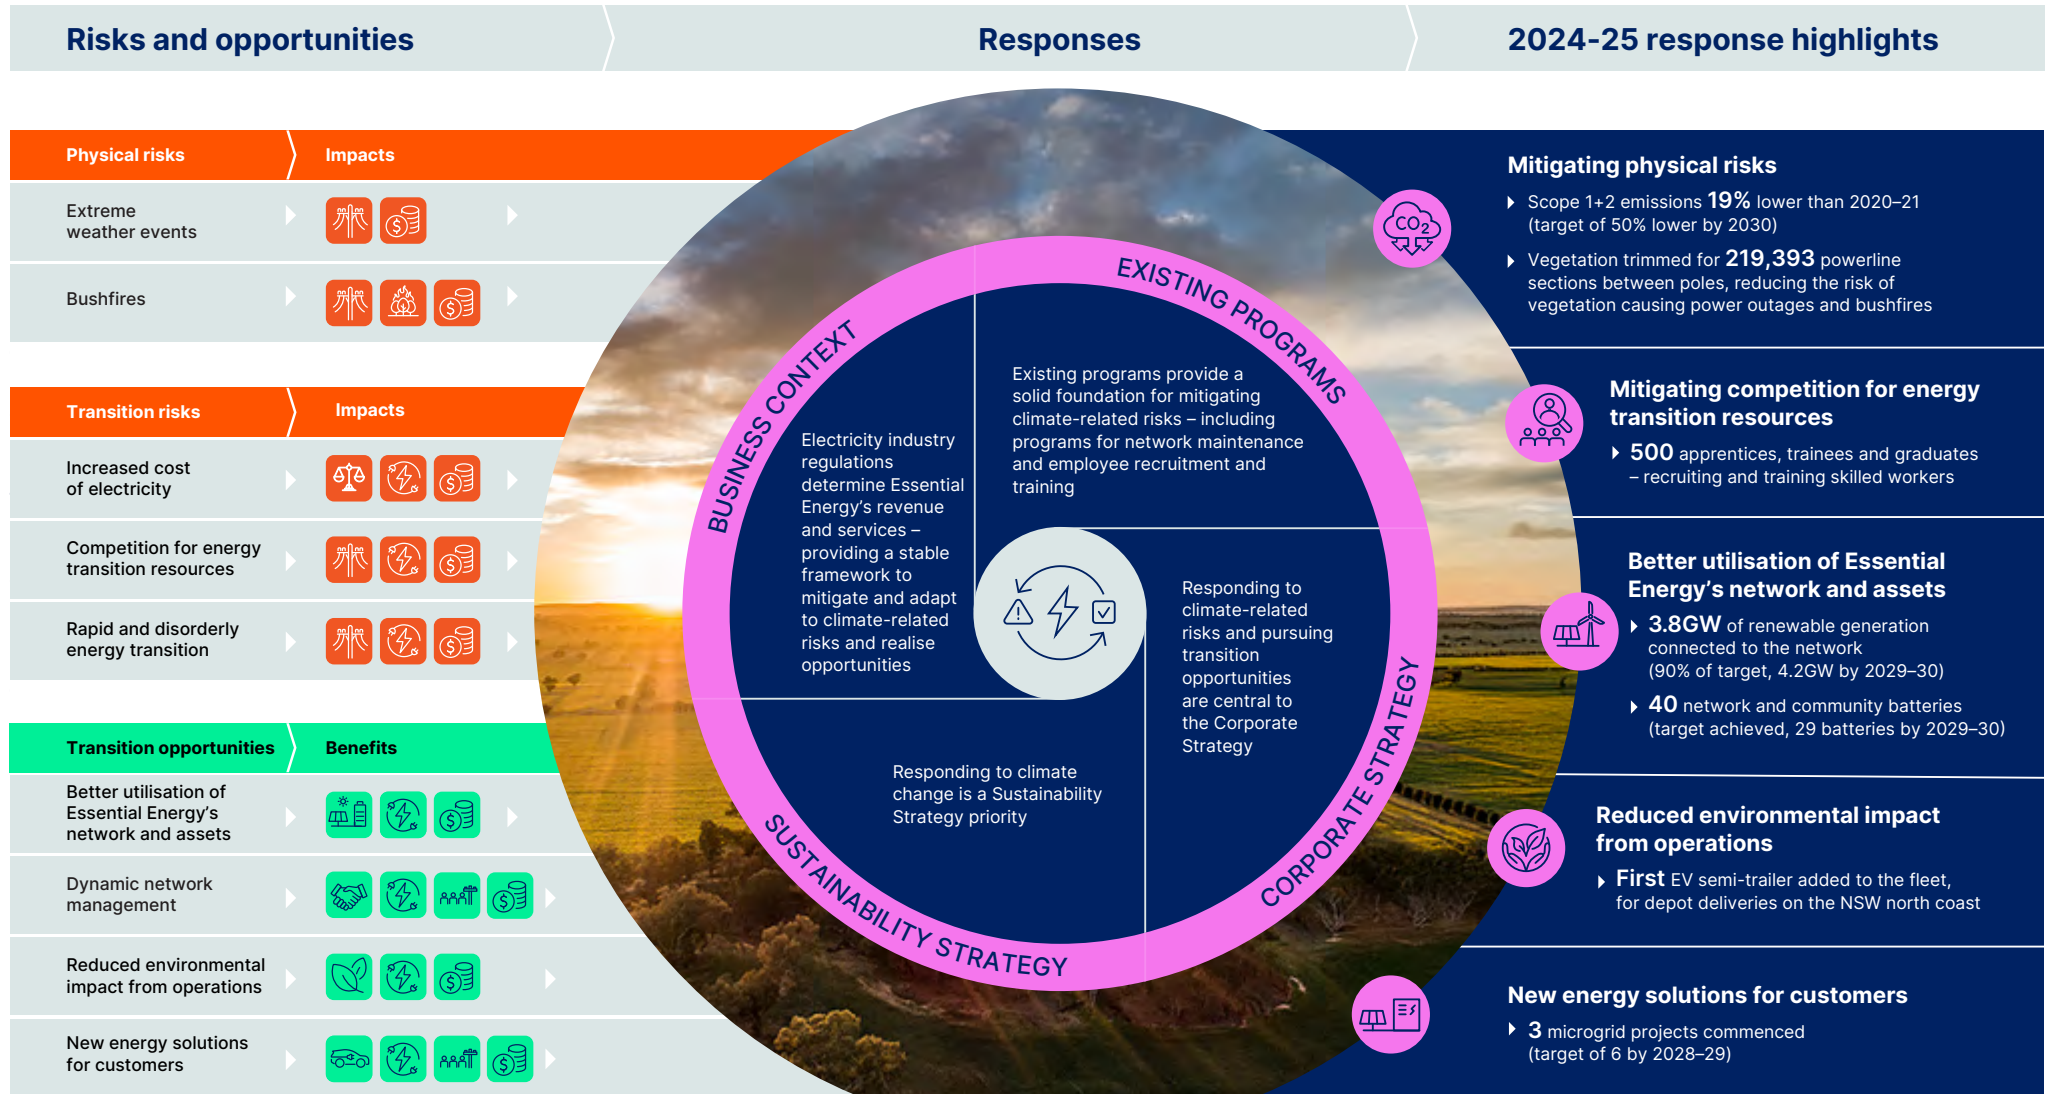 Risks and opportunities
Responses
2024-25 response highlights
Physical risks
Impacts
Extreme
weather events
Bushfires
Transition risks
Impacts
Increased cost
of electricity
Competition for energy
transition resources
Rapid and disorderly
energy transition
Transition opportunities
Benefits
Better utilisation of
Essential Energy’s
network and assets
Dynamic network
management
Reduced environmental
impact from operations
New energy solutions
for customers
BUSINESS CONTEXT
Electricity industry
regulations
determine Essential
Energy’s revenue
and services –
providing a stable
framework to
mitigate and adapt
to climate-related
risks and realise
opportunities
EXISTING PROGRAMS
Existing programs provide a
solid foundation for mitigating
climate-related risks – including
programs for network maintenance
and employee recruitment and
training
CORPORATE STRATEGY
Responding to
climate-related
risks and pursuing
transition
opportunities
are central to
the Corporate
Strategy
SUSTAINABILITY STRATEGY
Responding to climate
change is a Sustainability
Strategy priority
CO2
Mitigating physical risks
Scope 1+2 emissions 19% lower than 2020–21
(target of 50% lower by 2030)
Vegetation trimmed for 219,393 powerline
sections between poles, reducing the risk of
vegetation causing power outages and bushfires
Mitigating competition for energy
transition resources
500 apprentices, trainees and graduates
– recruiting and training skilled workers
Better utilisation of Essential
Energy’s network and assets
3.8GW of renewable generation
connected to the network
(90% of target, 4.2GW by 2029–30)
40 network and community batteries
(target achieved, 29 batteries by 2029–30)
Reduced environmental impact
from operations
First EV semi-trailer added to the fleet,
for depot deliveries on the NSW north coast
New energy solutions for customers
3 microgrid projects commenced
(target of 6 by 2028–29)